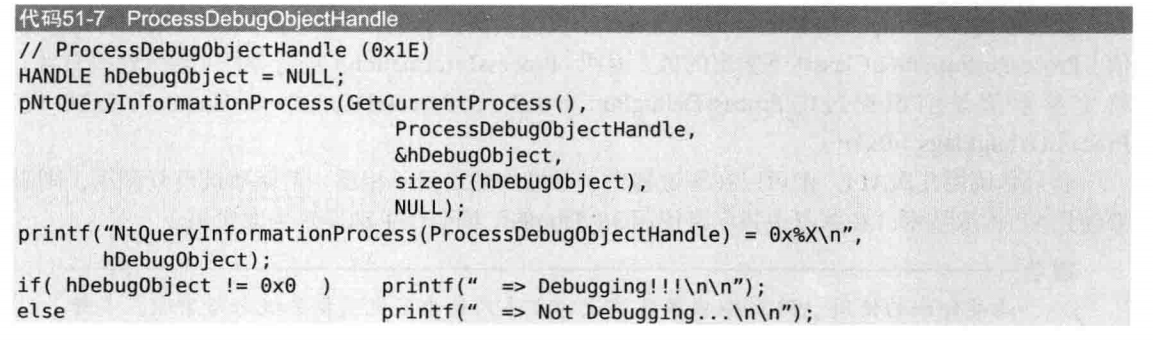 代码51-7 ProcessDebugObjectHandle
// ProcessDebugObjectHandle (0x1E)
HANDLE hDebugObject = NULL;
pNtQueryInformationProcess(GetCurrentProcess(),
ProcessDebugObjectHandle,
&hDebugObject,
sizeof(hDebugObject),
NULL);
printf(“NtQueryInformationProcess(ProcessDebugObjectHandle) = 0x%X\n”,
hDebugObject);
if( hDebugObject != 0x0 ) printf(“ => Debugging!!!\n\n”);
else printf(“ => Not Debugging...\n\n”);